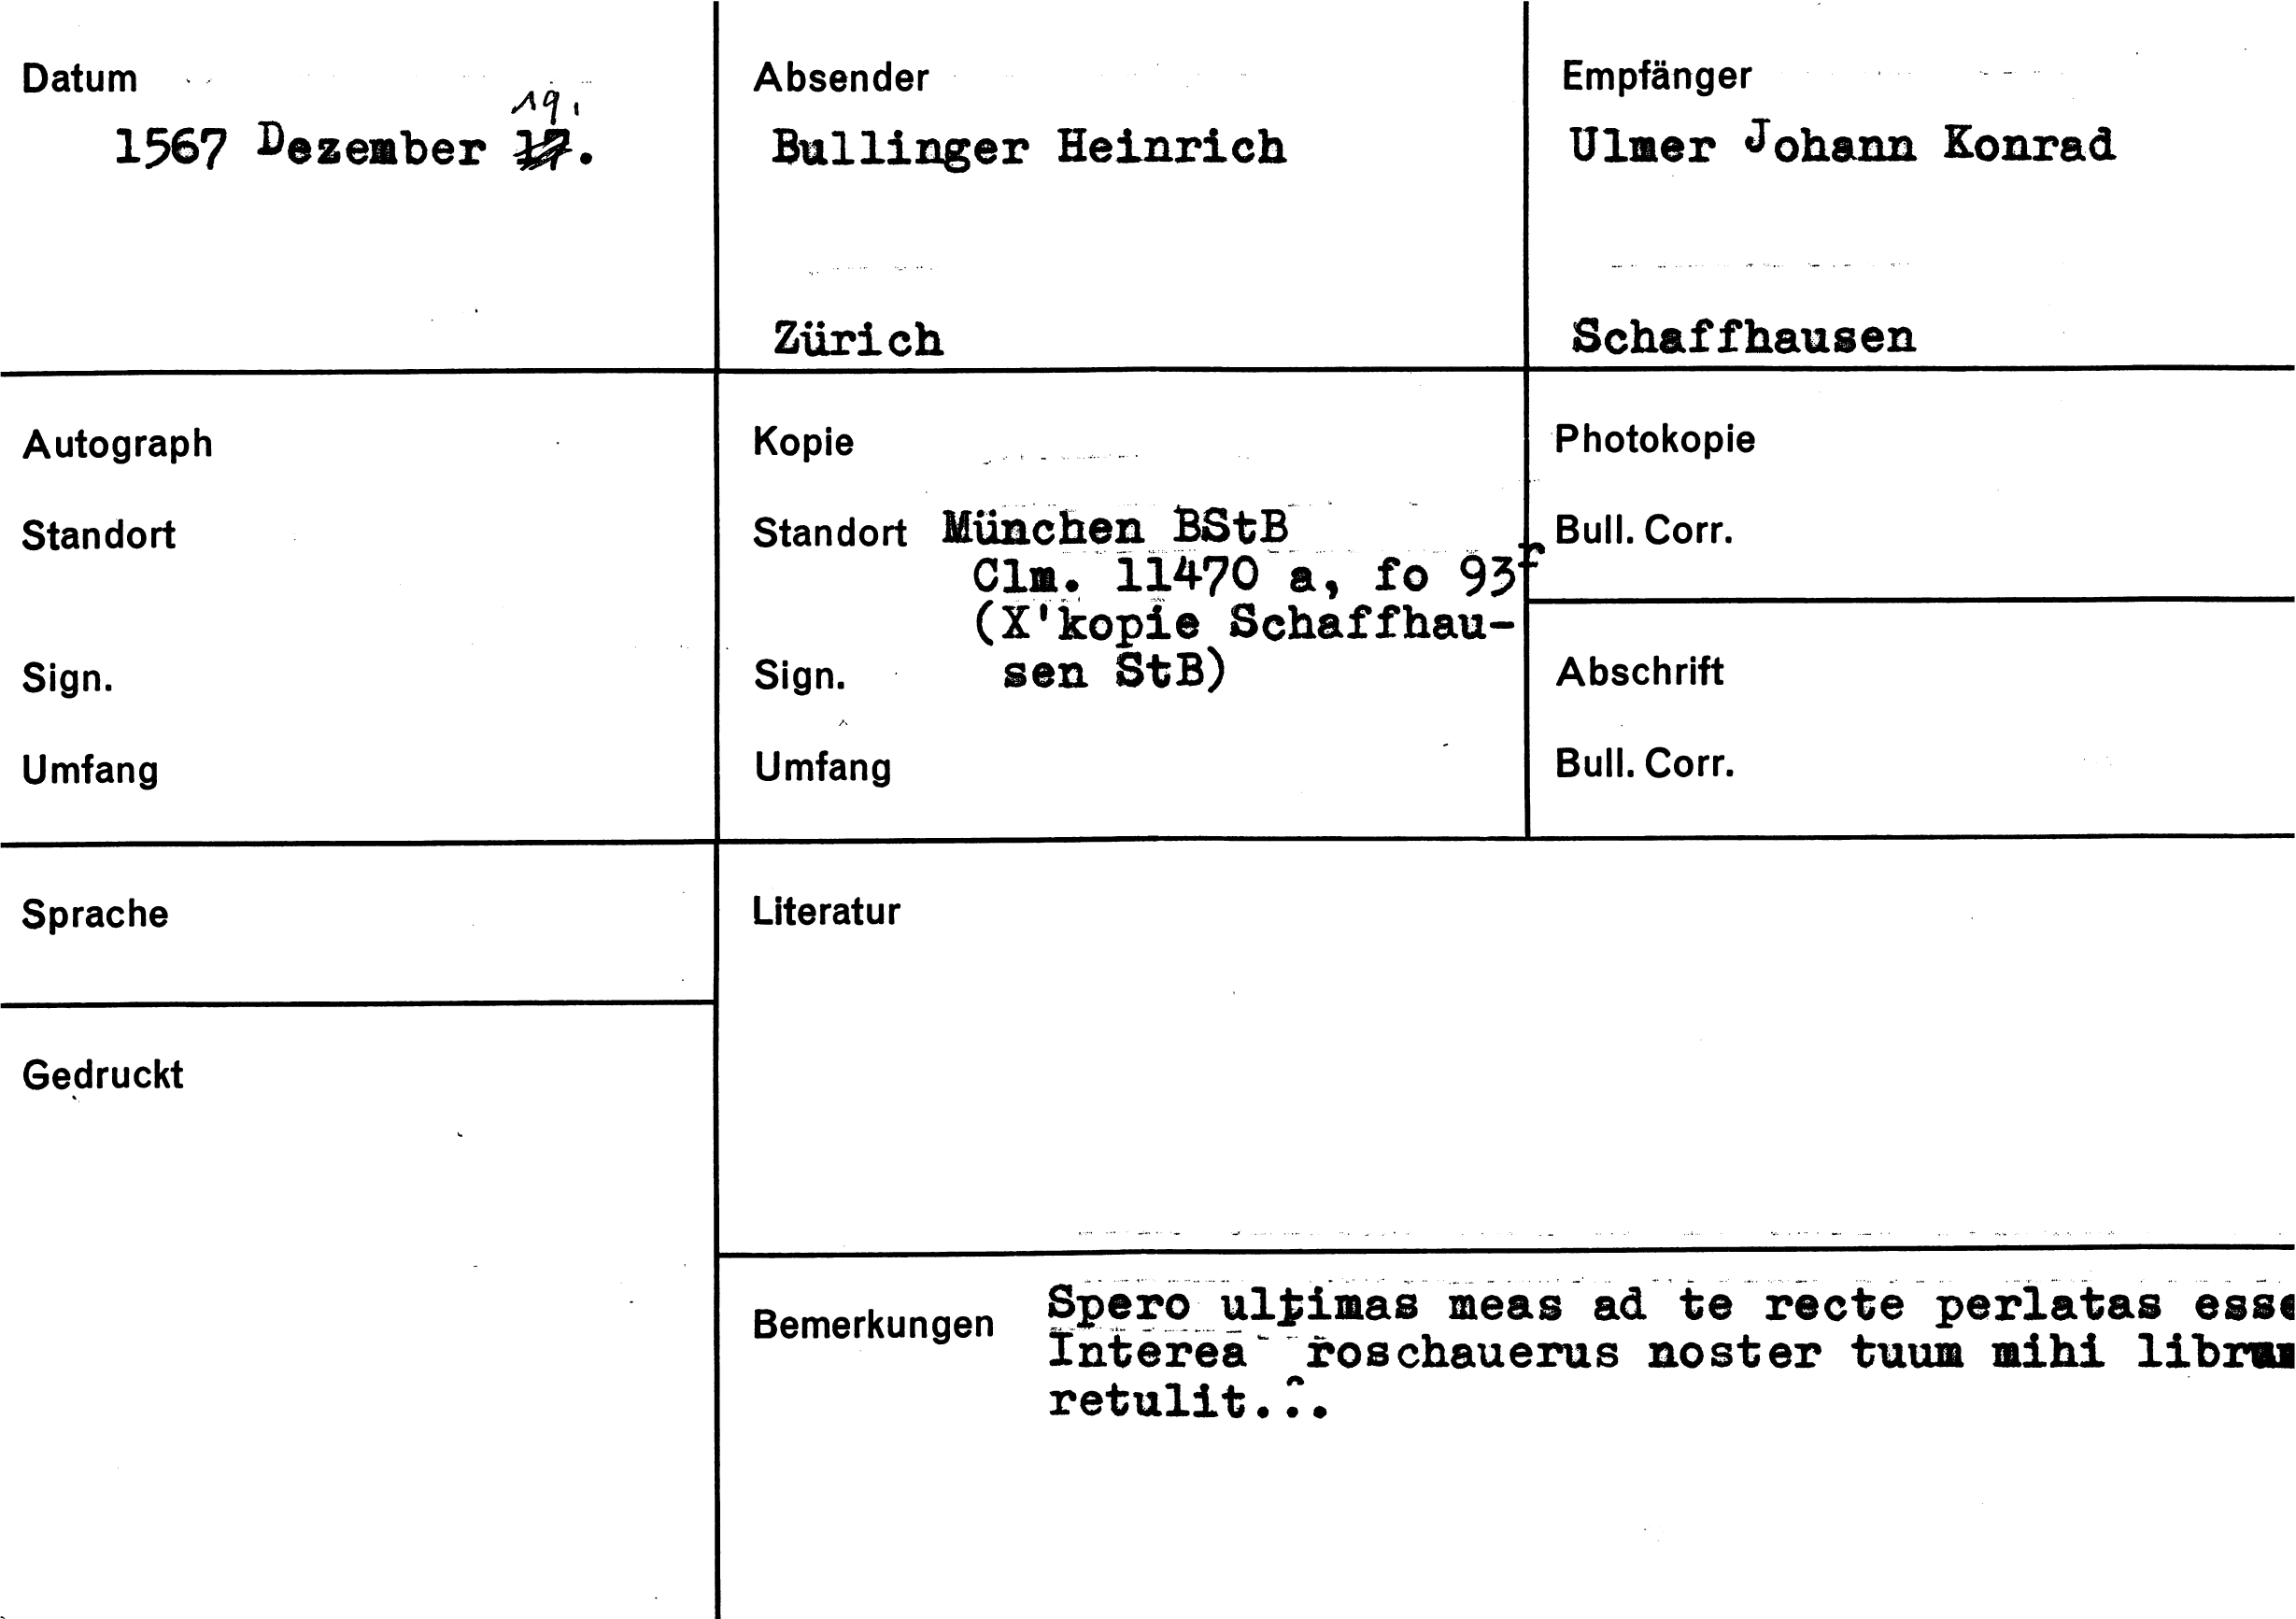 Datum
19.
1567 Dezember 17.
Absender
Bullinger Heinrich
Zürich
Empfänger
Ulmer Johann Konrad
Schaffhausen
Autograph
Standort
Sign.
Umfang
Kopie
Standort München BStB
Clm. 11470 a, fo 93r
(X'kopie Schaffhau-
Sign. sen StB)
Umfang
Photokopie
Bull. Corr.
Abschrift
Bull. Corr.
Sprache
Gedruckt
Literatur
Bemerkungen Spero ultimas meas ad te recte perlatas esse
Interea roschauerus noster tuum mihi librum
retulit...